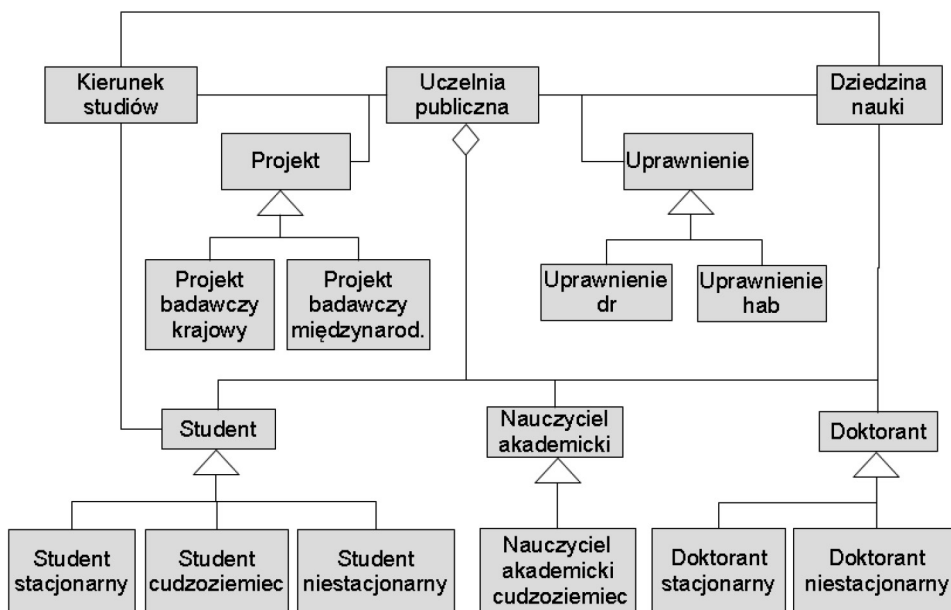 Kierunek
studiów
Uczelnia
publiczna
Dziedzina
nauki
Projekt
Uprawnienie
Projekt
badawczy
krajowy
Projekt
badawczy
międzynarod.
Uprawnienie
dr
Uprawnienie
hab
Student
Nauczyciel
akademicki
Doktorant
Student
stacjonarny
Student
cudzoziemiec
Student
niestacjonarny
Nauczyciel
akademicki
cudzoziemiec
Doktorant
stacjonarny
Doktorant
niestacjonarny